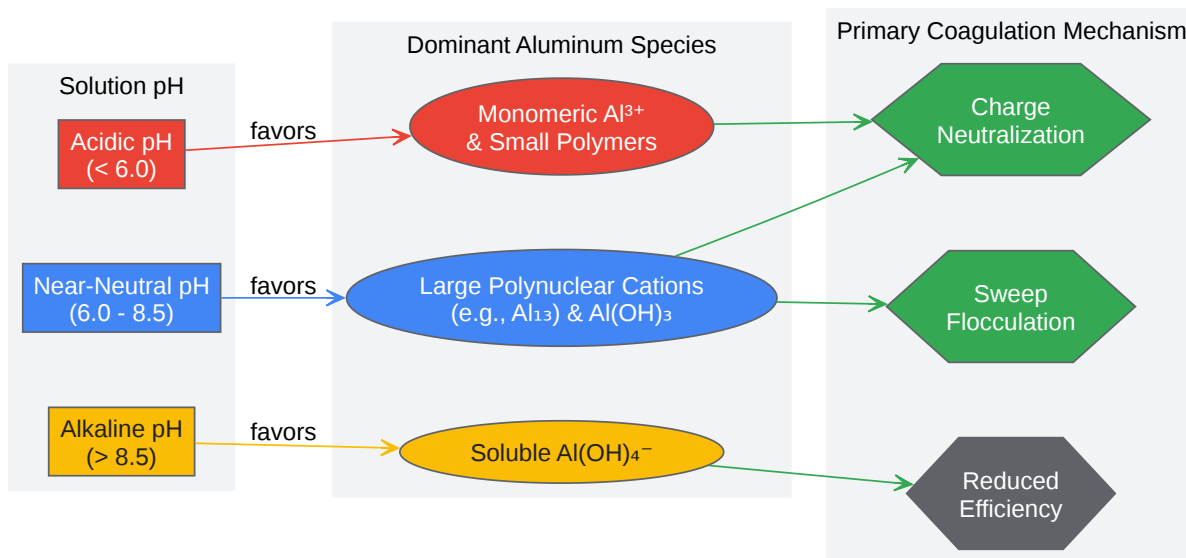 Solution pH
Acidic pH
(< 6.0)
Near-Neutral pH
(6.0 - 8.5)
Alkaline pH
(> 8.5)
favors
favors
favors
Dominant Aluminum Species
Monomeric Al³⁺
& Small Polymers
Large Polynuclear Cations
(e.g., Al₁₃) & Al(OH)₃
Soluble Al(OH)₄⁻
Primary Coagulation Mechanism
Charge
Neutralization
Sweep
Flocculation
Reduced
Efficiency